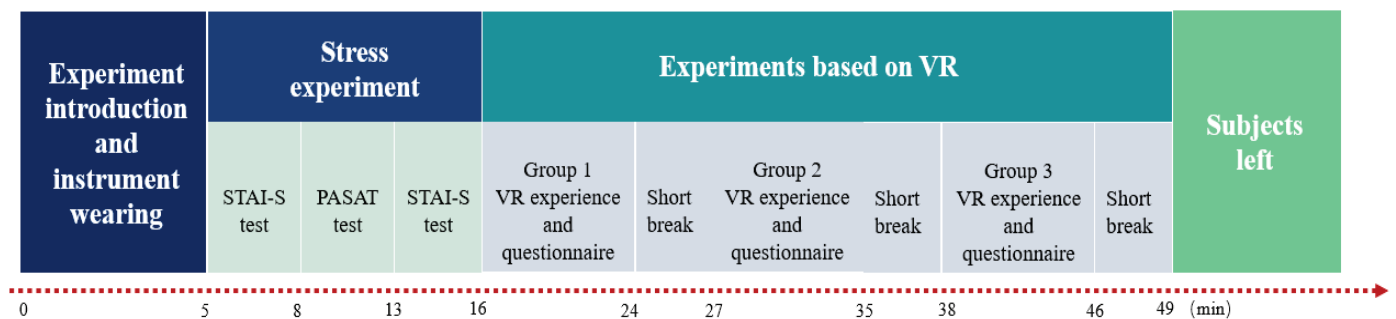 Experiment
introduction
and
instrument
wearing
Stress
experiment
Experiments based on VR
Subjects
left
STAI-S
test
PASAT
test
STAI-S
test
Group 1
VR experience
and
questionnaire
Short
break
Group 2
VR experience
and
questionnaire
Short
break
Group 3
VR experience
and
questionnaire
Short
break
0 5 8 13 16 24 27 35 38 46 49 (min)